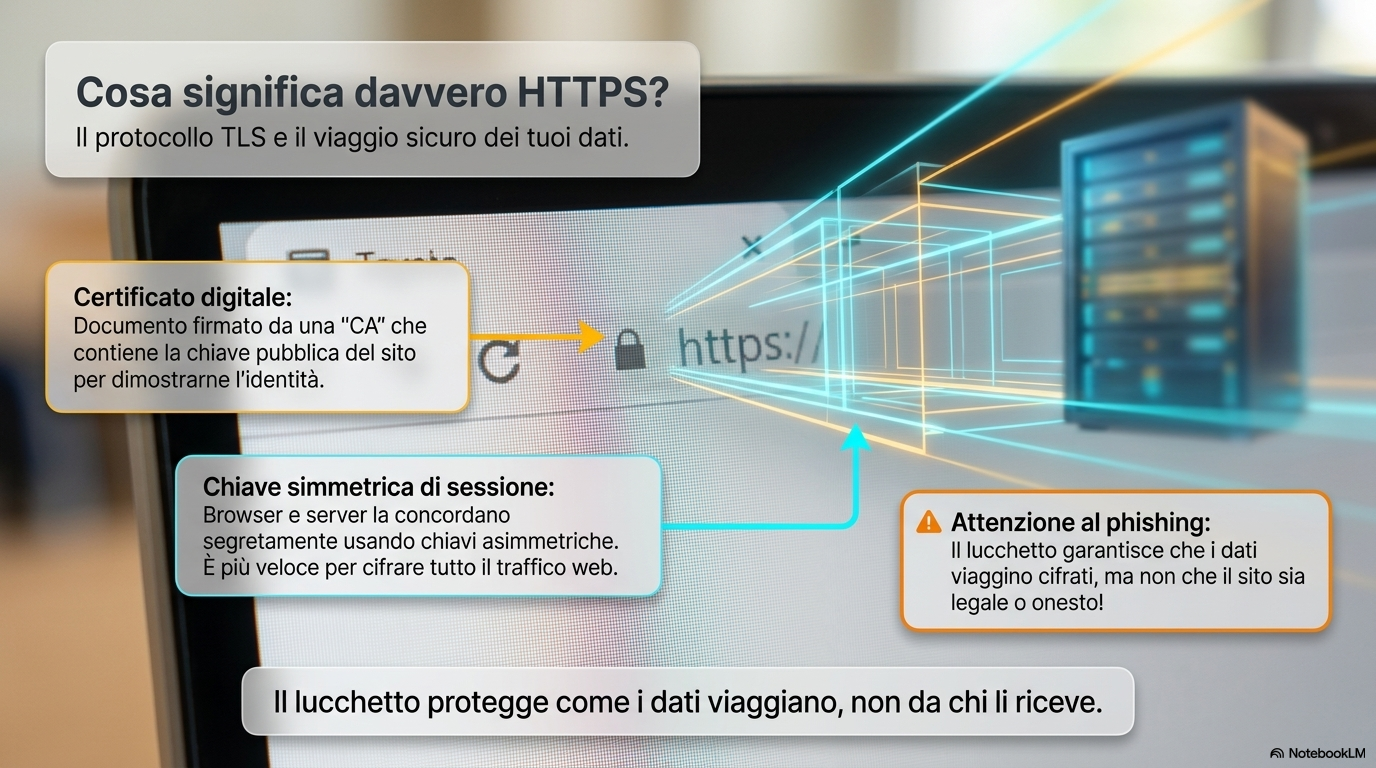 Cosa significa davvero HTTPS?
Il protocollo TLS e il viaggio sicuro dei tuoi dati.
Certificato digitale:
Documento firmato da una "CA" che
contiene la chiave pubblica del sito
per dimostrarne l'identità.
https://
Chiave simmetrica di sessione:
Browser e server la concordano
segretamente usando chiavi asimmetriche.
È più veloce per cifrare tutto il traffico web.
Attenzione al phishing:
Il lucchetto garantisce che i dati
viaggino cifrati, ma non che il sito sia
legale o onesto!
Il lucchetto protegge come i dati viaggiano, non da chi li riceve.
NotebookLM